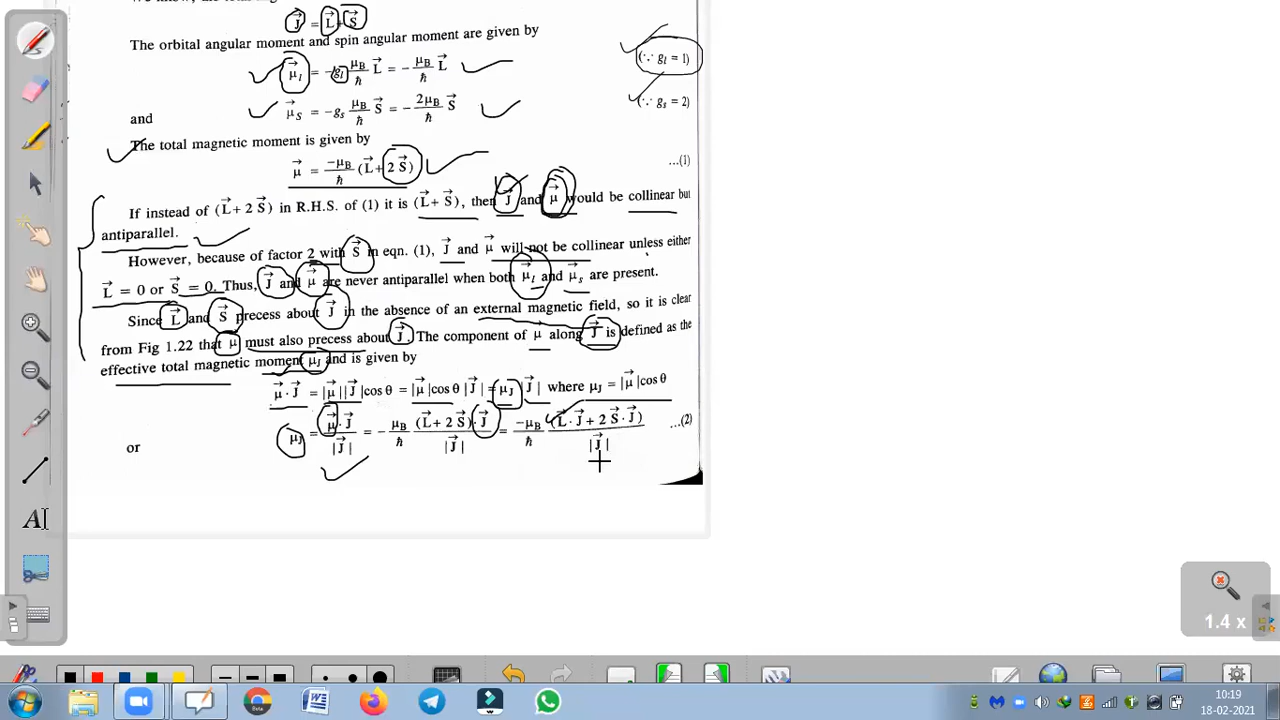 J⃗ = L⃗ + S⃗
The orbital angular moment and spin angular moment are given by
μ⃗_l = −g_l μ_B/ħ L⃗ = −μ_B/ħ L⃗ (∵ g_l = 1)
and μ⃗_S = −g_s μ_B/ħ S⃗ = −2μ_B/ħ S⃗ (∵ g_s = 2)
The total magnetic moment is given by
μ⃗ = −μ_B/ħ (L⃗ + 2 S⃗) ...(1)
If instead of (L⃗ + 2 S⃗) in R.H.S. of (1) it is (L⃗ + S⃗), then J⃗ and μ⃗ would be collinear but
antiparallel.
However, because of factor 2 with S⃗ in eqn. (1), J⃗ and μ⃗ will not be collinear unless either
L⃗ = 0 or S⃗ = 0. Thus, J⃗ and μ⃗ are never antiparallel when both μ⃗_l and μ⃗_s are present.
Since L⃗ and S⃗ precess about J⃗ in the absence of an external magnetic field, so it is clear
from Fig 1.22 that μ⃗ must also precess about J⃗. The component of μ⃗ along J⃗ is defined as the
effective total magnetic moment μ_J and is given by
μ⃗ · J⃗ = |μ⃗| |J⃗| cos θ = |μ⃗| cos θ |J⃗| = μ_J |J⃗| where μ_J = |μ⃗| cos θ
or μ_J = μ⃗ · J⃗ / |J⃗| = −μ_B/ħ (L⃗ + 2 S⃗) · J⃗ / |J⃗| = −μ_B/ħ (L⃗ · J⃗ + 2 S⃗ · J⃗) / |J⃗| ...(2)
1.4 x
10:19
18-02-2021